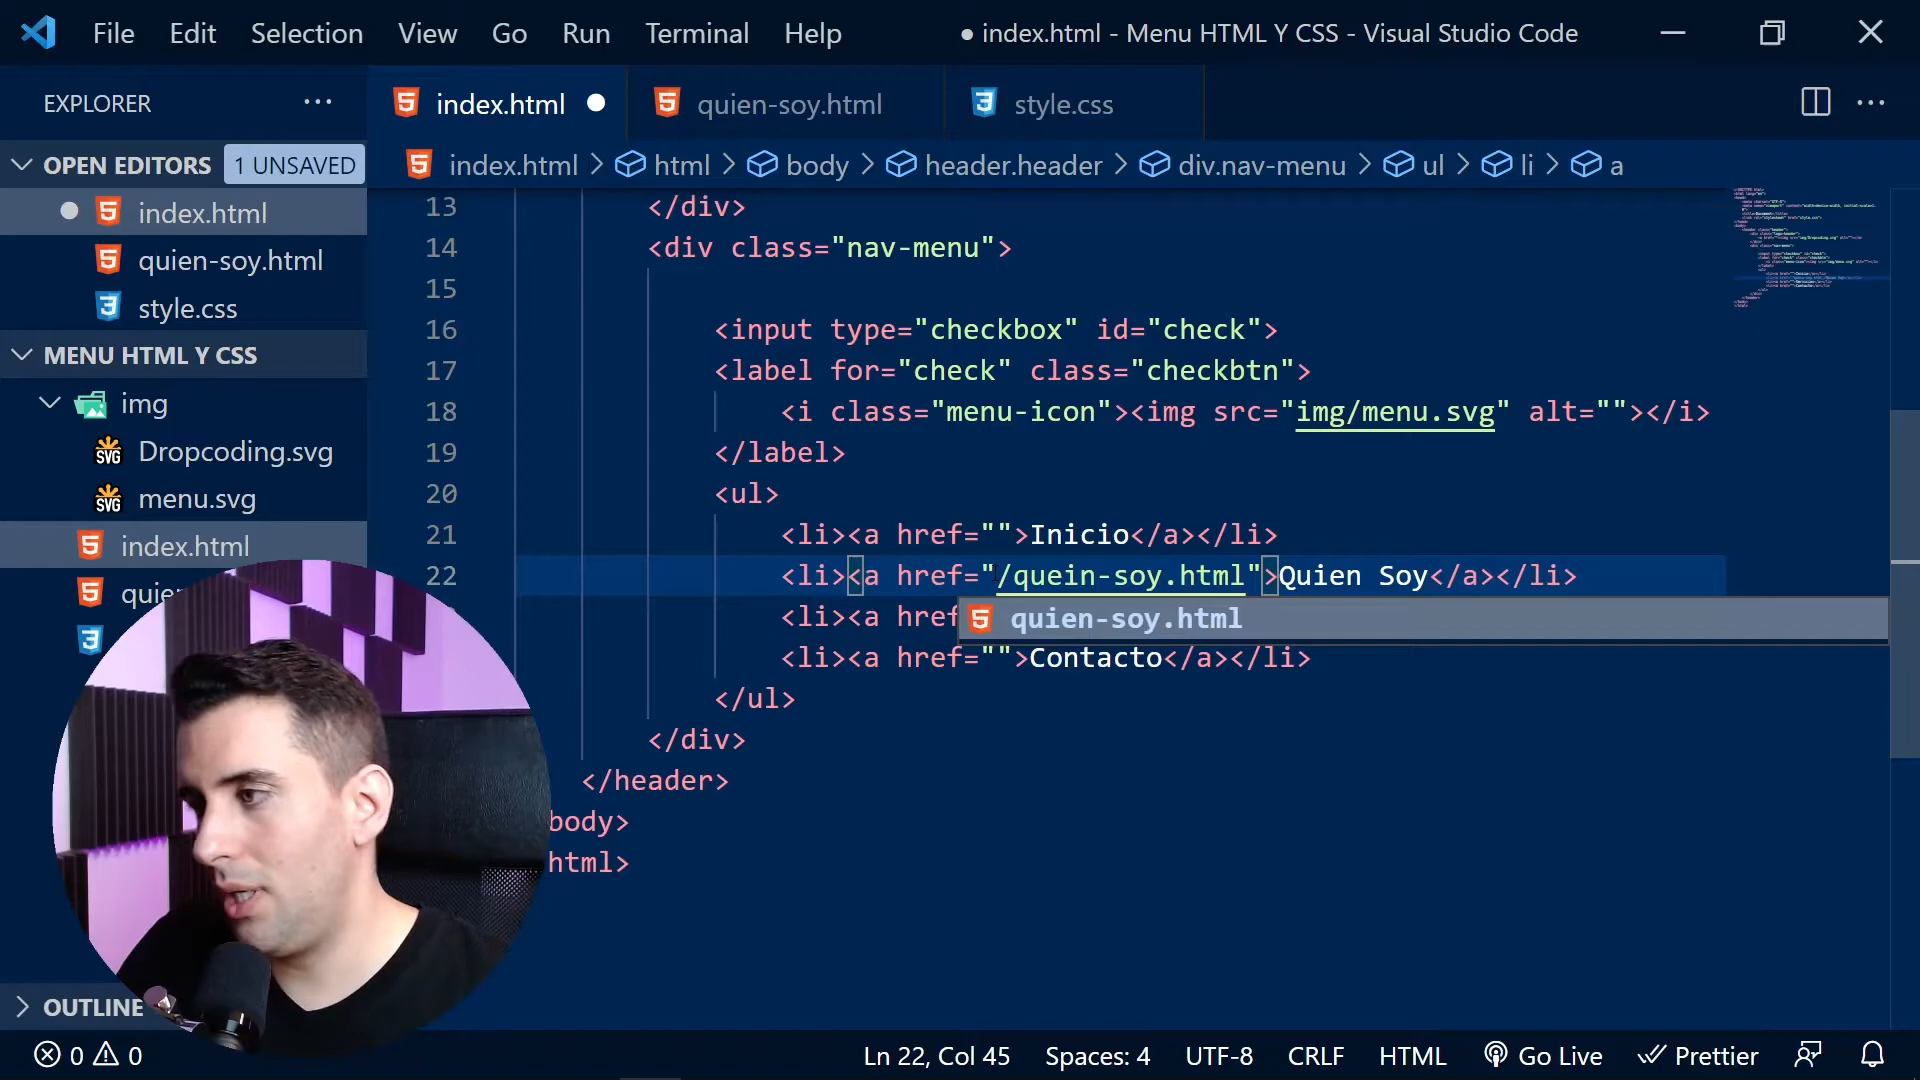 File Edit Selection View Go Run Terminal Help ● index.html - Menu HTML Y CSS - Visual Studio Code
EXPLORER ···
index.html ● quien-soy.html style.css ···
OPEN EDITORS 1 UNSAVED
index.html
quien-soy.html
style.css
MENU HTML Y CSS
img
Dropcoding.svg
menu.svg
index.html
OUTLINE
index.html > html > body > header.header > div.nav-menu > ul > li > a
13 </div>
14 <div class="nav-menu">
15
16 <input type="checkbox" id="check">
17 <label for="check" class="checkbtn">
18 <i class="menu-icon"><img src="img/menu.svg" alt=""></i>
19 </label>
20 <ul>
21 <li><a href="">Inicio</a></li>
22 <li><a href="/quein-soy.html">Quien Soy</a></li>
<li><a href
quien-soy.html
<li><a href="">Contacto</a></li>
</ul>
</div>
</header>
body>
html>
0 0 Ln 22, Col 45 Spaces: 4 UTF-8 CRLF HTML Go Live Prettier